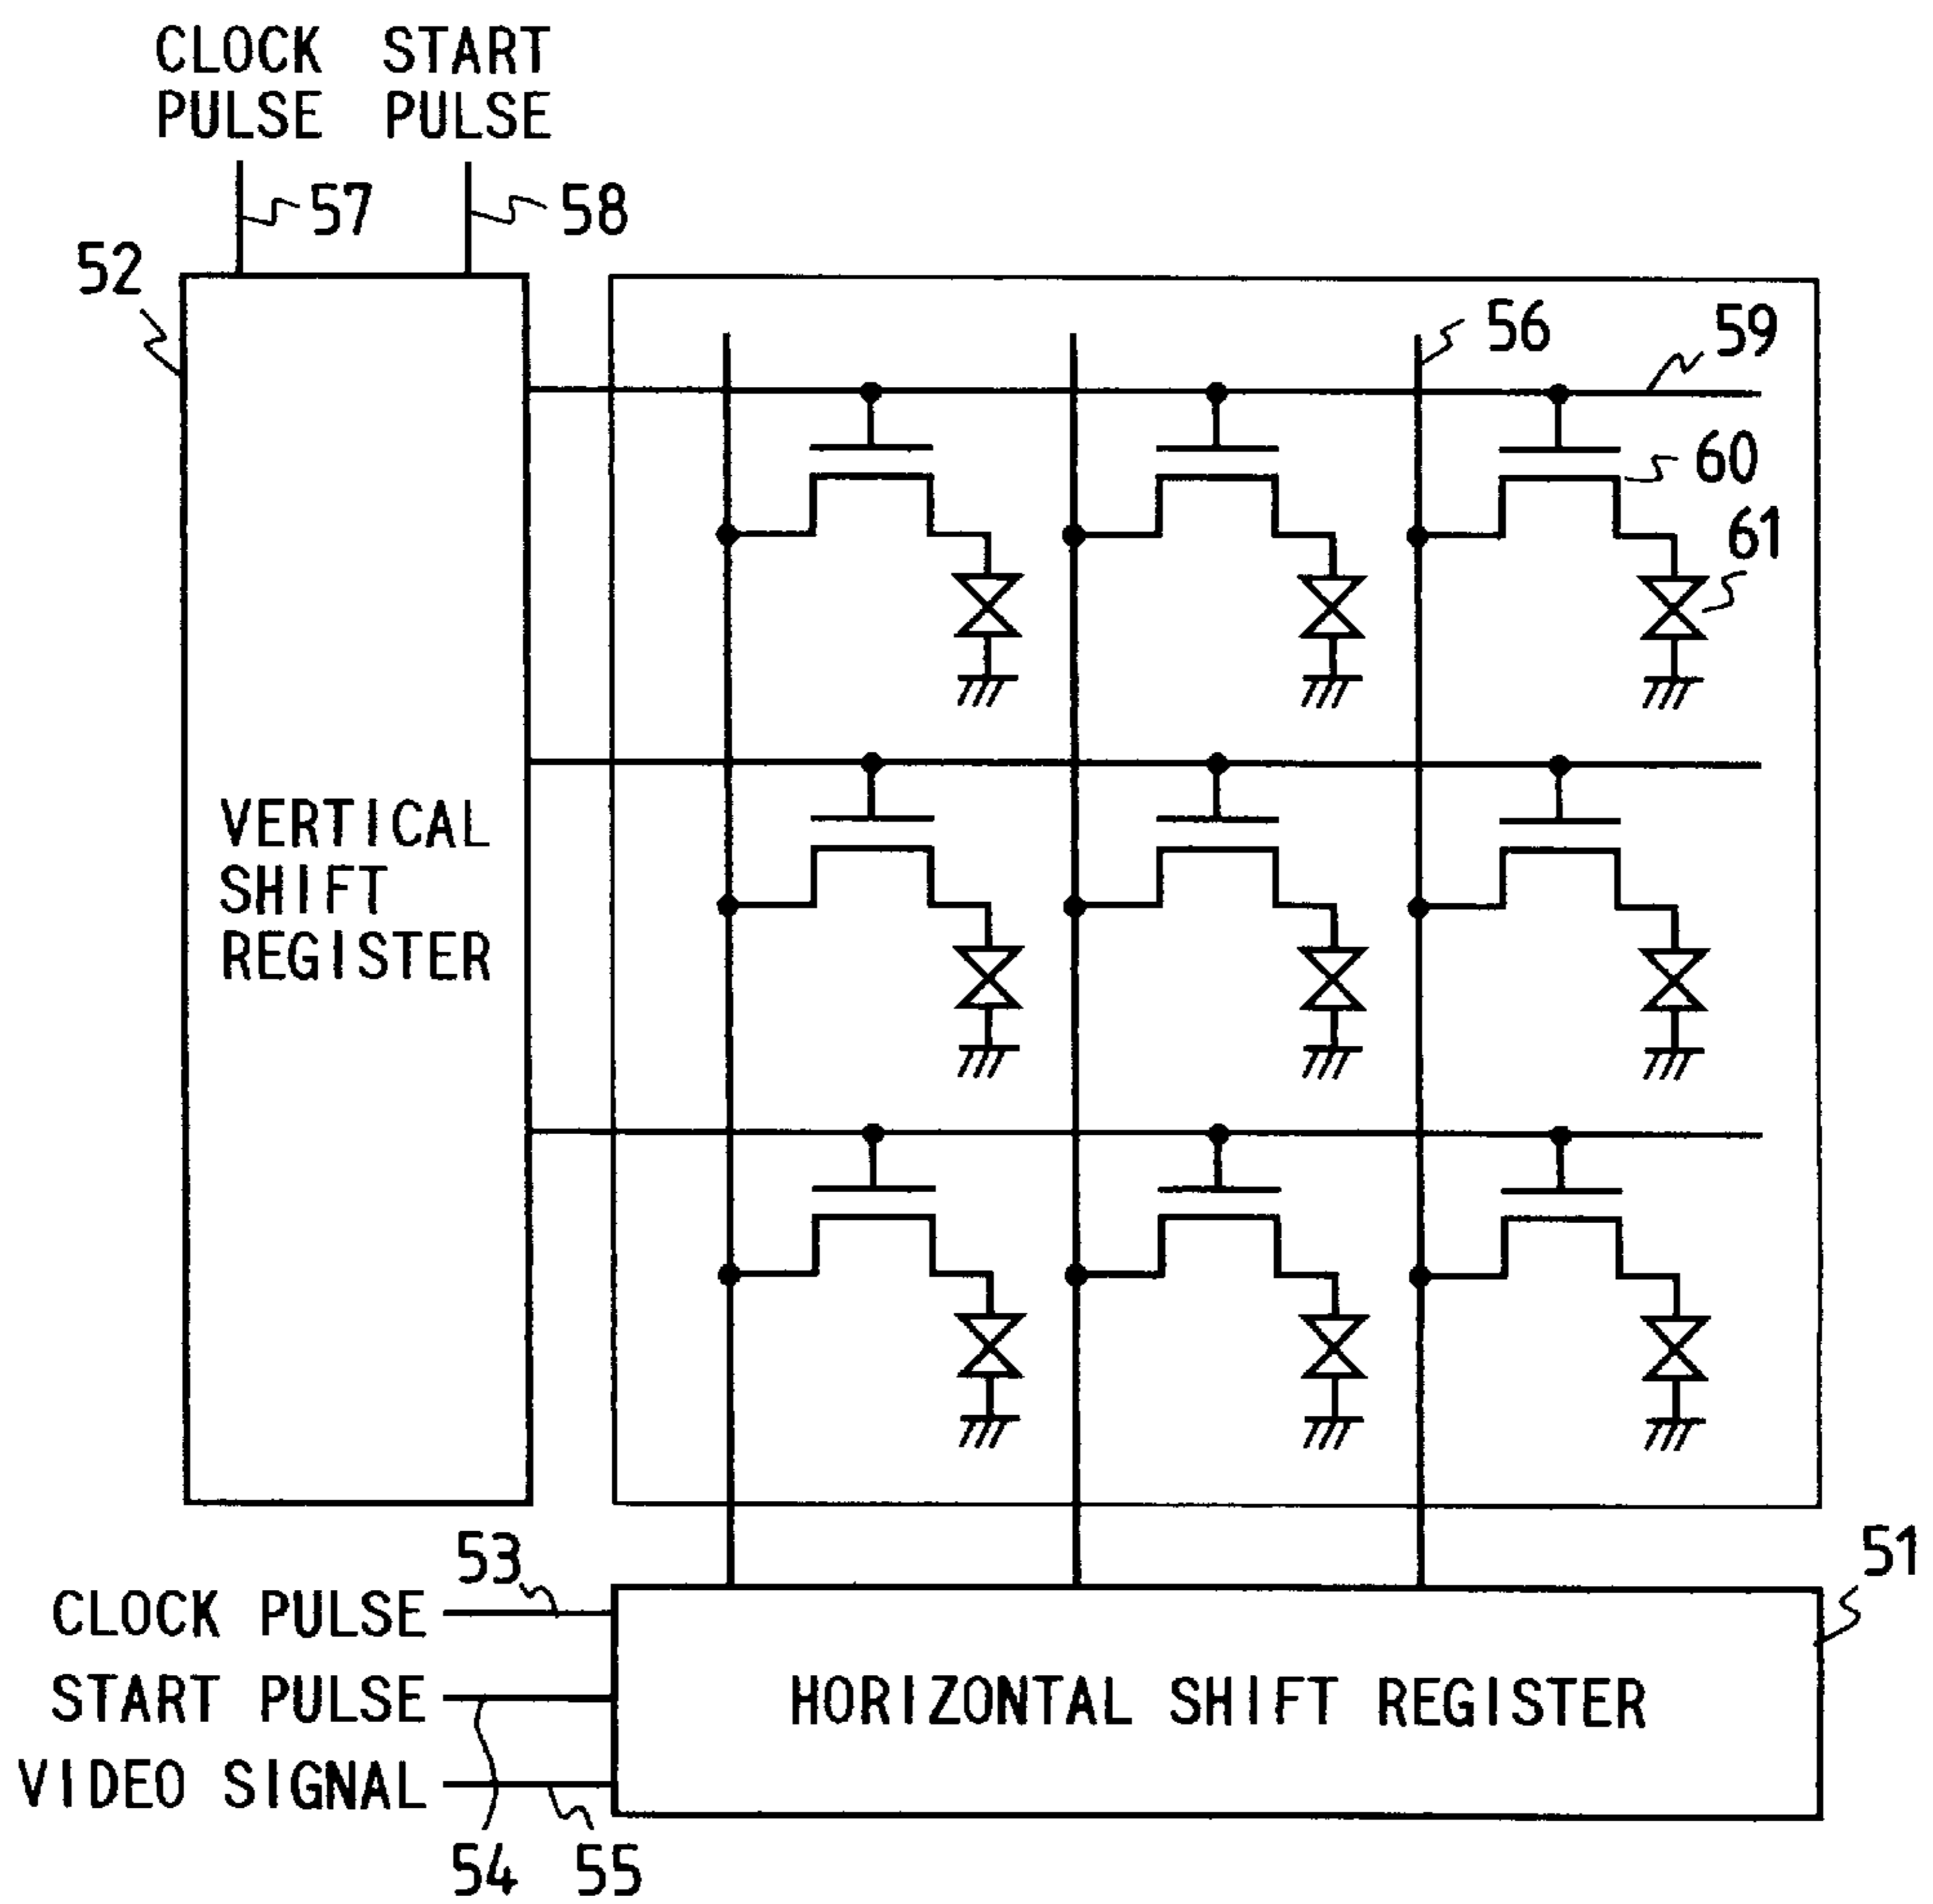 CLOCK START
PULSE PULSE
57
58
52
56
59
60
61
VERTICAL
SHIFT
REGISTER
53
51
CLOCK PULSE
START PULSE
HORIZONTAL SHIFT REGISTER
VIDEO SIGNAL
54
55